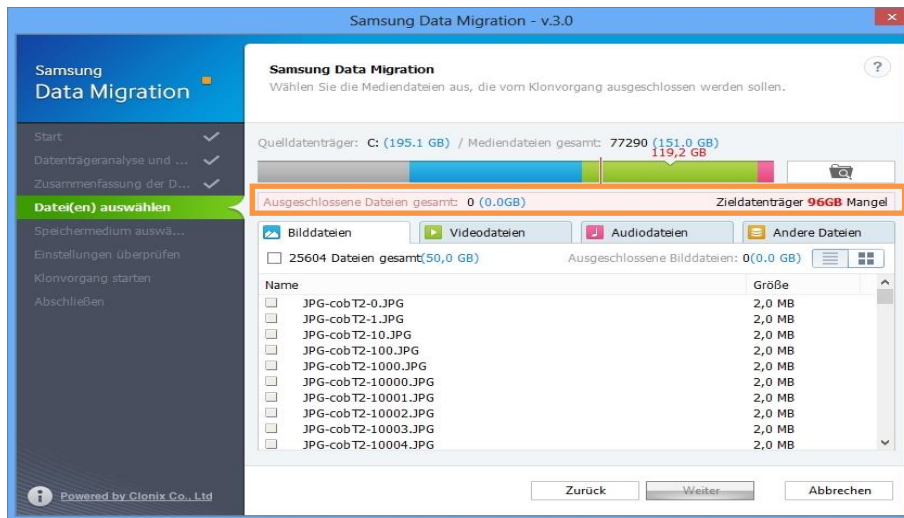 Samsung Data Migration - v.3.0
Samsung
Data Migration
Samsung Data Migration
?
Wählen Sie die Mediendateien aus, die vom Klonvorgang ausgeschlossen werden sollen.
Start
Datenträgeranalyse und ...
Zusammenfassung der D...
Datei(en) auswählen
Speichermedium auswä...
Einstellungen überprüfen
Klonvorgang starten
Abschließen
Quelldatenträger: C: (195.1 GB) / Mediendateien gesamt: 77290 (151.0 GB)
119,2 GB
Ausgeschlossene Dateien gesamt: 0 (0.0GB) Zieldatenträger 96GB Mangel
Bilddateien Videodateien Audiodateien Andere Dateien
25604 Dateien gesamt(50,0 GB) Ausgeschlossene Bilddateien: 0(0.0 GB)
Name Größe
JPG-cobT2-0.JPG 2,0 MB
JPG-cobT2-1.JPG 2,0 MB
JPG-cobT2-10.JPG 2,0 MB
JPG-cobT2-100.JPG 2,0 MB
JPG-cobT2-1000.JPG 2,0 MB
JPG-cobT2-10000.JPG 2,0 MB
JPG-cobT2-10001.JPG 2,0 MB
JPG-cobT2-10002.JPG 2,0 MB
JPG-cobT2-10003.JPG 2,0 MB
JPG-cobT2-10004.JPG 2,0 MB
Powered by Clonix Co., Ltd
Zurück Weiter Abbrechen